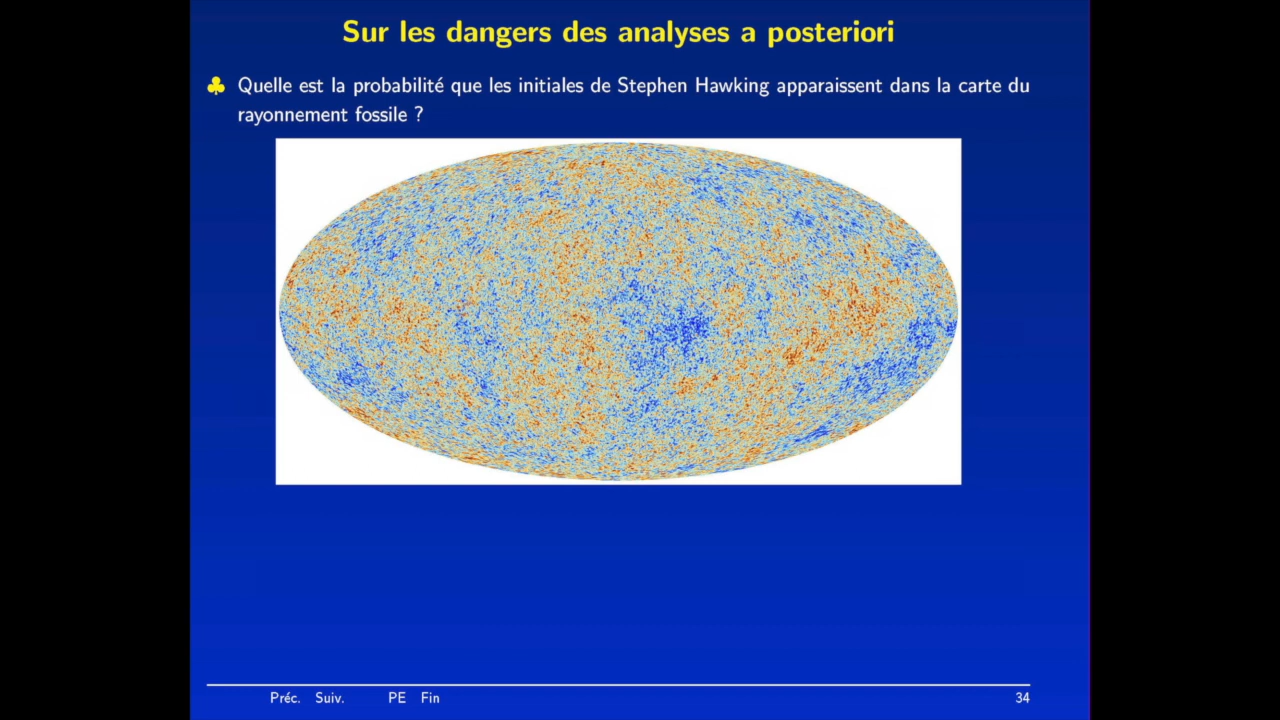 Sur les dangers des analyses a posteriori
♣ Quelle est la probabilité que les initiales de Stephen Hawking apparaissent dans la carte du
rayonnement fossile ?
Préc. Suiv. PE Fin 34